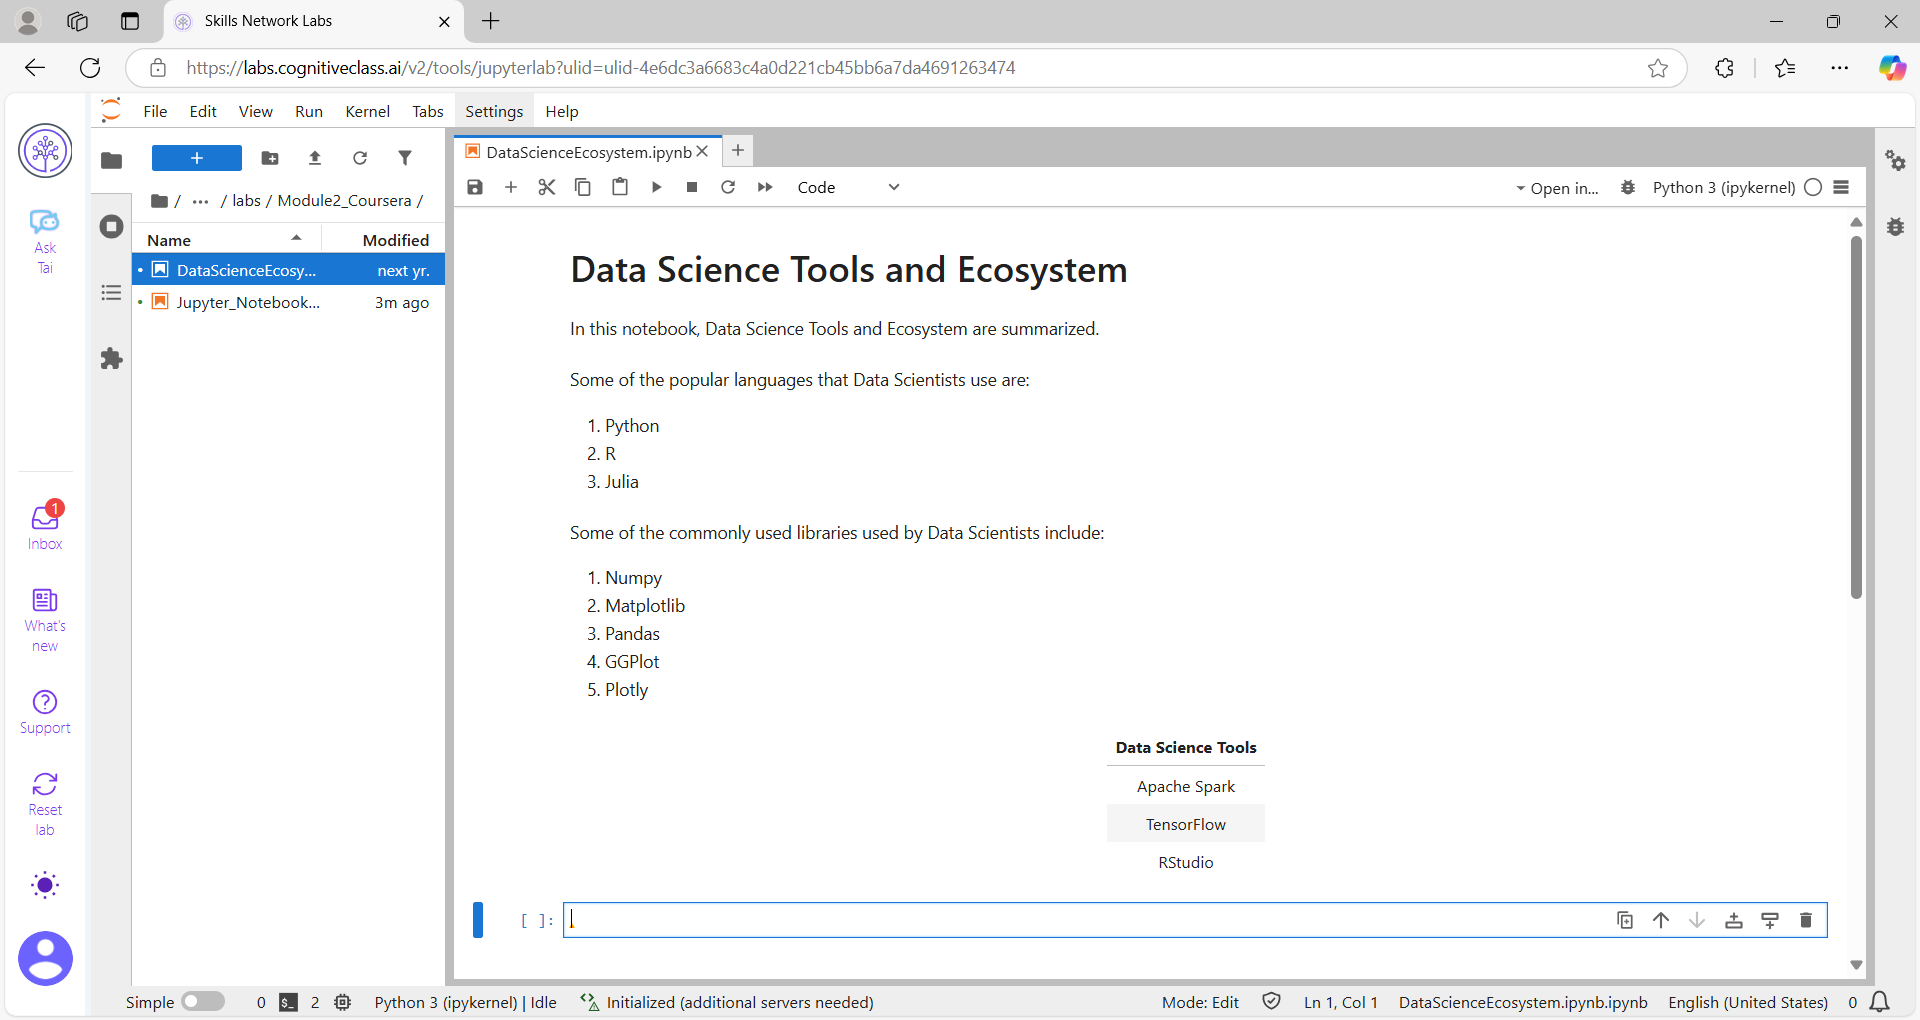 Skills Network Labs
https://labs.cognitiveclass.ai/v2/tools/jupyterlab?ulid=ulid-4e6dc3a6683c4a0d221cb45bb6a7da4691263474
File Edit View Run Kernel Tabs Settings Help
Ask
Tai
1
Inbox
What's
new
Support
Reset
lab
/ ... / labs / Module2_Coursera /
Name Modified
DataScienceEcosy... next yr.
Jupyter_Notebook... 3m ago
DataScienceEcosystem.ipynb
Code Open in... Python 3 (ipykernel)
Data Science Tools and Ecosystem
In this notebook, Data Science Tools and Ecosystem are summarized.
Some of the popular languages that Data Scientists use are:
1. Python
2. R
3. Julia
Some of the commonly used libraries used by Data Scientists include:
1. Numpy
2. Matplotlib
3. Pandas
4. GGPlot
5. Plotly
Data Science Tools
Apache Spark
TensorFlow
RStudio
[ ]:
Simple 0 $_ 2 Python 3 (ipykernel) | Idle Initialized (additional servers needed) Mode: Edit Ln 1, Col 1 DataScienceEcosystem.ipynb.ipynb English (United States) 0